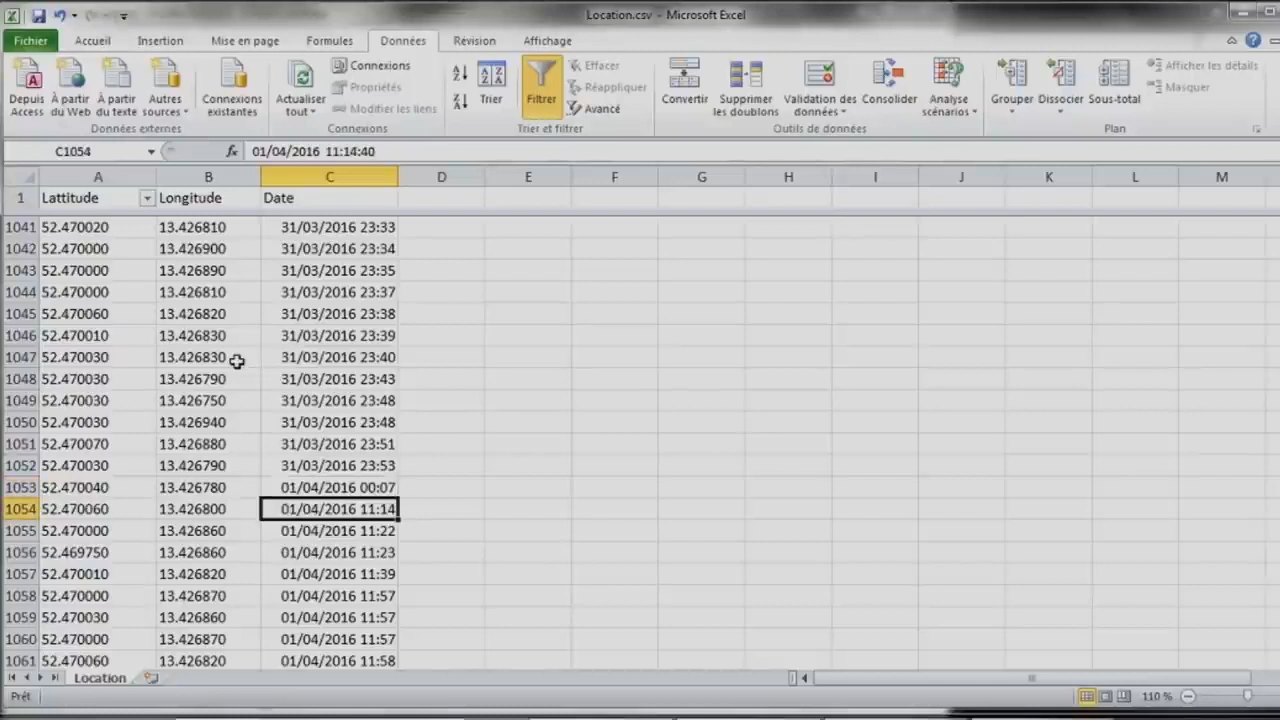 Location.csv - Microsoft Excel
Fichier Accueil Insertion Mise en page Formules Données Révision Affichage
Depuis Access
À partir du Web
À partir du texte
Autres sources
Connexions existantes
Données externes
Actualiser tout
Connexions
Propriétés
Modifier les liens
Connexions
Trier
Filtrer
Effacer
Réappliquer
Avancé
Trier et filtrer
Convertir
Supprimer les doublons
Validation des données
Consolider
Analyse scénarios
Outils de données
Grouper
Dissocier
Sous-total
Afficher les détails
Masquer
Plan
C1054 fx 01/04/2016 11:14:40
A B C D E F G H I J K L M
1 Lattitude Longitude Date
1041 52.470020 13.426810 31/03/2016 23:33
1042 52.470000 13.426900 31/03/2016 23:34
1043 52.470000 13.426890 31/03/2016 23:35
1044 52.470000 13.426810 31/03/2016 23:37
1045 52.470060 13.426820 31/03/2016 23:38
1046 52.470010 13.426830 31/03/2016 23:39
1047 52.470030 13.426830 31/03/2016 23:40
1048 52.470030 13.426790 31/03/2016 23:43
1049 52.470030 13.426750 31/03/2016 23:48
1050 52.470030 13.426940 31/03/2016 23:48
1051 52.470070 13.426880 31/03/2016 23:51
1052 52.470030 13.426790 31/03/2016 23:53
1053 52.470040 13.426780 01/04/2016 00:07
1054 52.470060 13.426800 01/04/2016 11:14
1055 52.470000 13.426860 01/04/2016 11:22
1056 52.469750 13.426860 01/04/2016 11:23
1057 52.470010 13.426820 01/04/2016 11:39
1058 52.470000 13.426870 01/04/2016 11:57
1059 52.470030 13.426860 01/04/2016 11:57
1060 52.470000 13.426870 01/04/2016 11:57
1061 52.470060 13.426820 01/04/2016 11:58
Location
Prêt 110 %